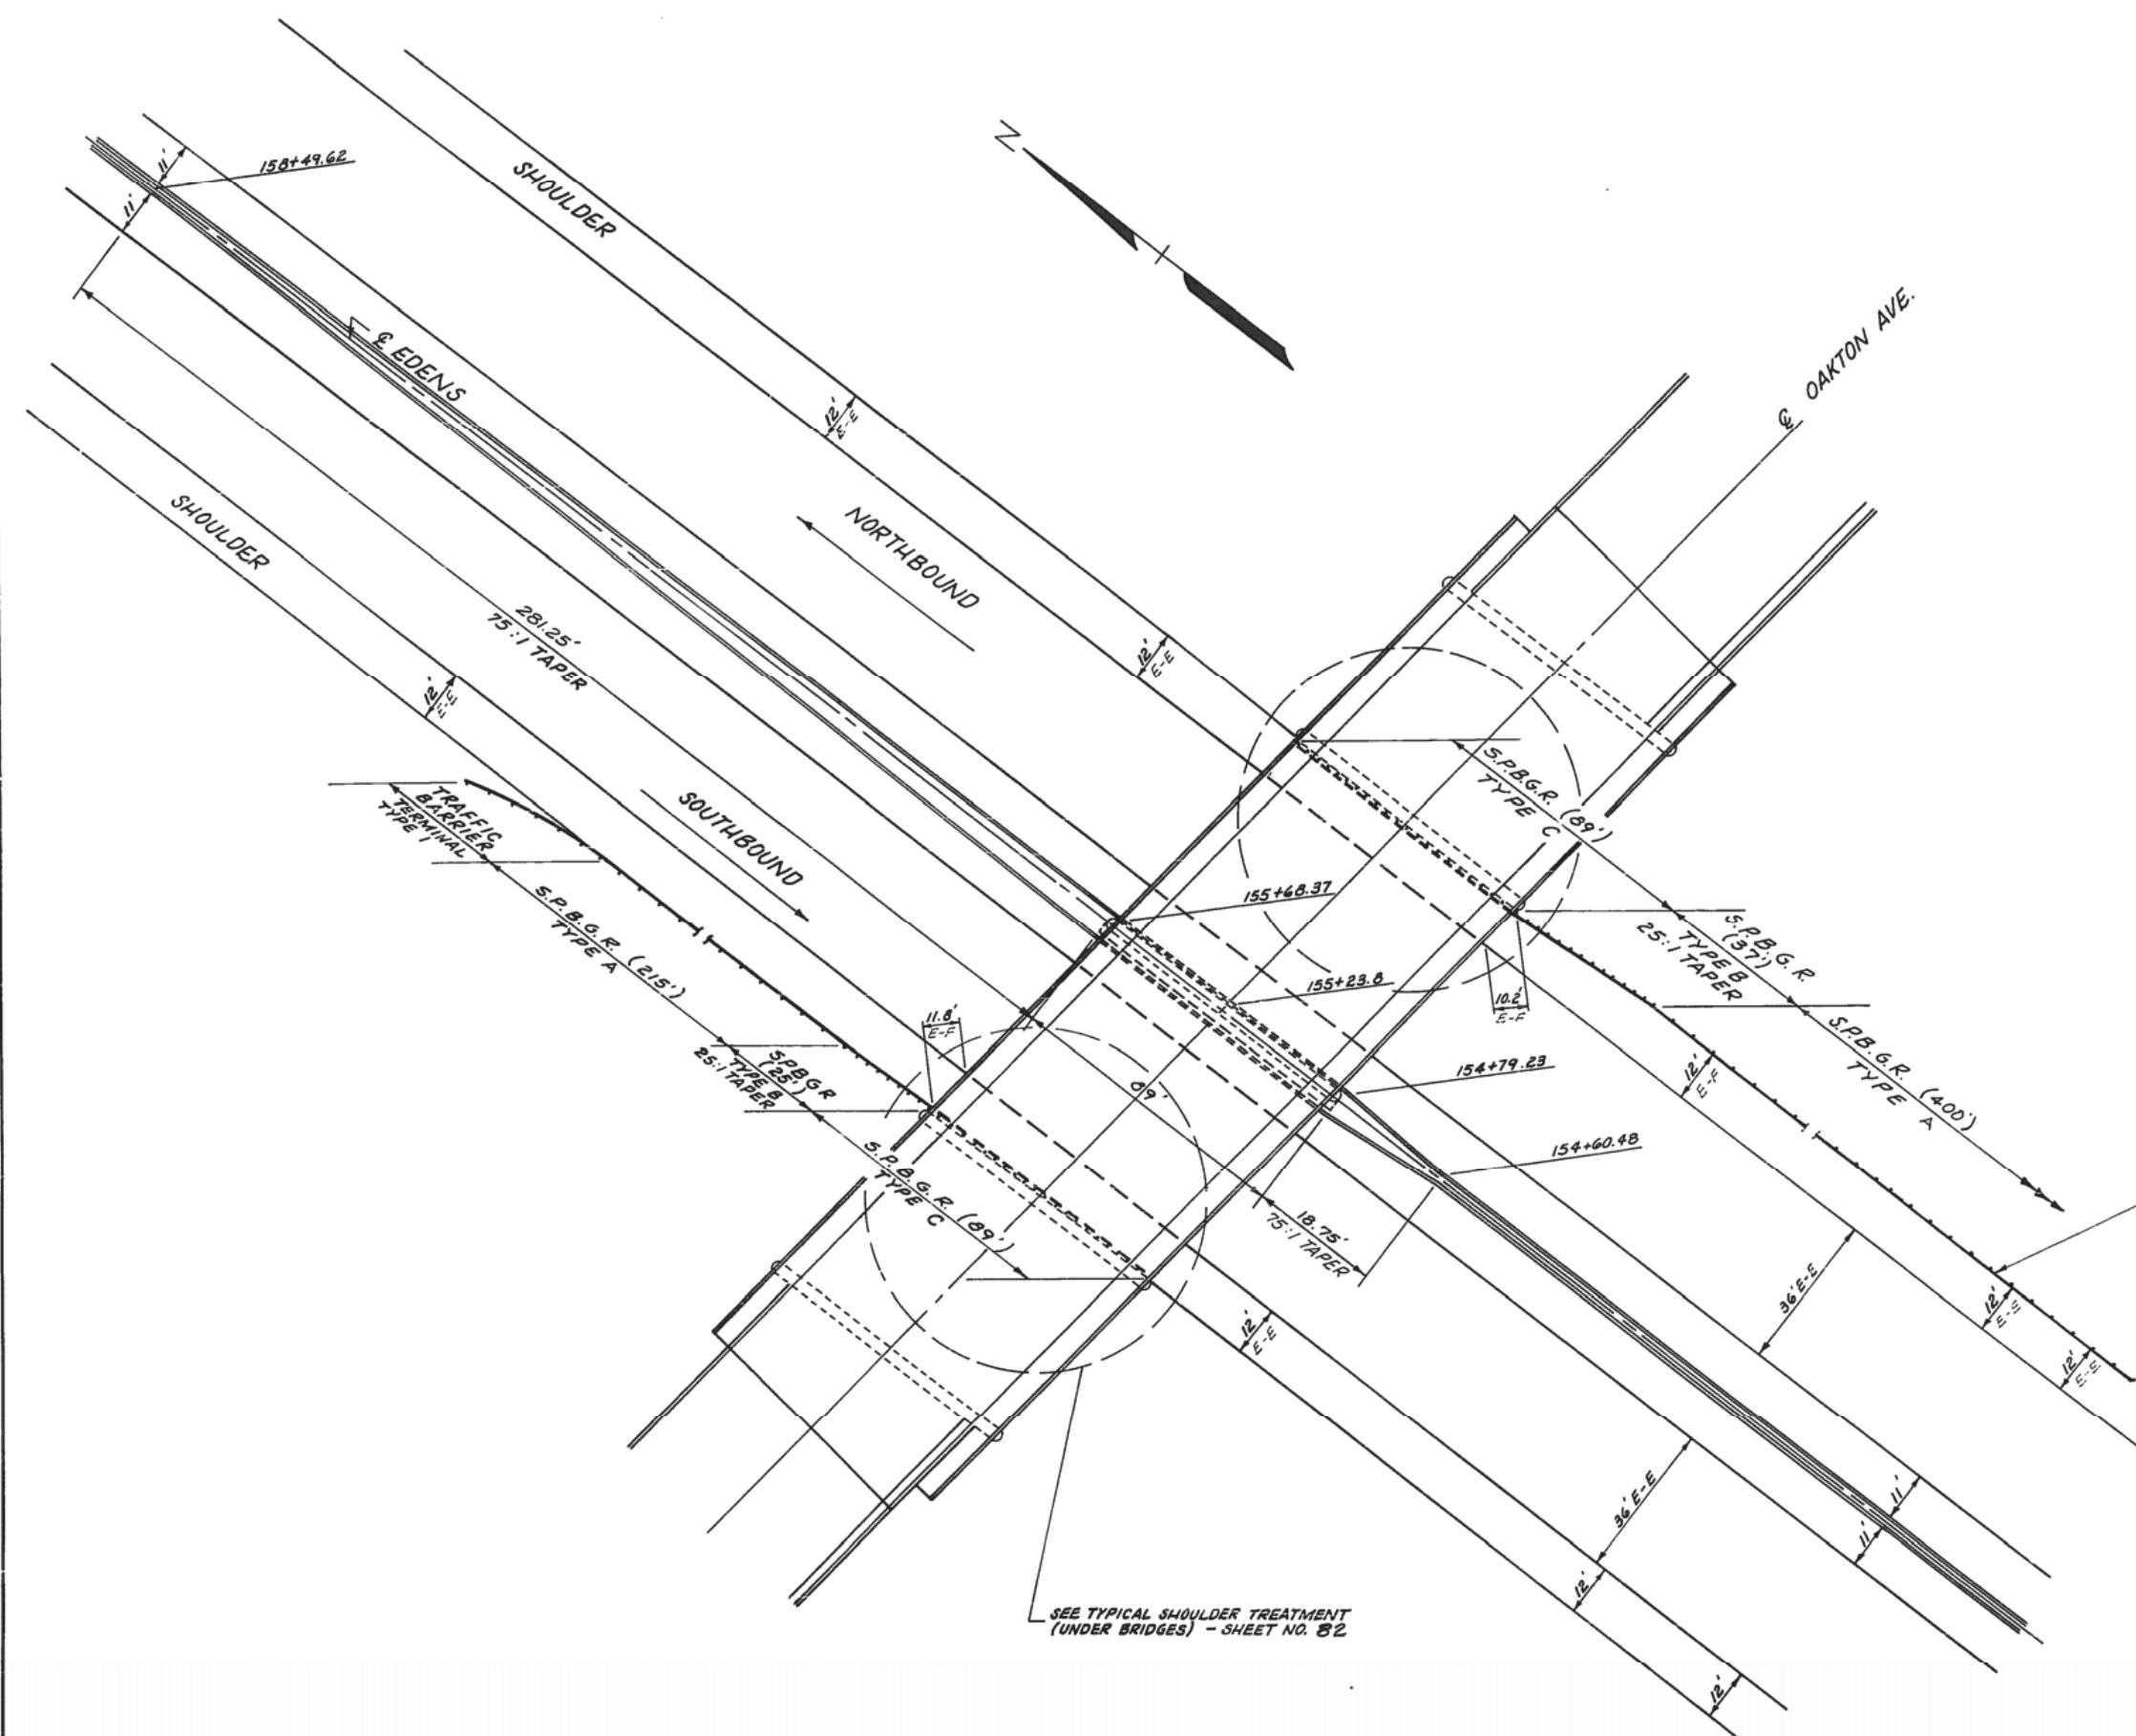 N
11'
158+49.62
11'
SHOULDER
℄ EDENS
℄ OAKTON AVE.
12'
E-E
SHOULDER
NORTHBOUND
281.25'
75:1 TAPER
12'
E-E
12'
E-E
SOUTHBOUND
TRAFFIC
BARRIER
TERMINAL
TYPE 1
S.P.B.G.R. (89')
TYPE C
S.P.B.G.R. (215')
TYPE A
155+68.37
S.P.B.G.R.
(37')
TYPE B
25:1 TAPER
155+23.8
10.2'
E-F
11.8'
E-F
SPBGR
(25')
TYPE B
25:1 TAPER
S.P.B.G.R. (400')
TYPE A
12'
E-F
89'
154+79.23
S.P.B.G.R. (89')
TYPE C
154+60.48
18.75'
75:1 TAPER
36' E-E
12'
E-E
12'
E-E
12'
E-E
36' E-E
11'
11'
12'
SEE TYPICAL SHOULDER TREATMENT
(UNDER BRIDGES) - SHEET NO. 82
12'